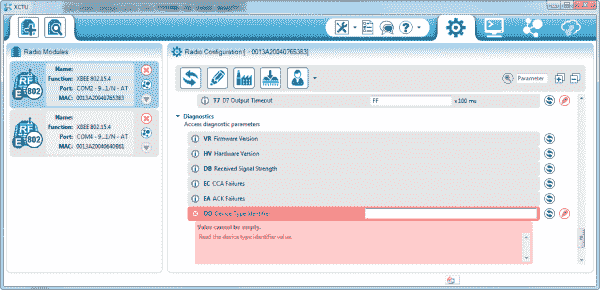 XCTU
Radio Modules
Name:
Function: XBEE 802.15.4
Port: COM2 - 9...1/N - AT
MAC: 0013A20040765383
Name:
Function: XBEE 802.15.4
Port: COM4 - 9...1/N - AT
MAC: 0013A2004064DB61
Radio Configuration [ - 0013A20040765383]
Parameter
T7 D7 Output Timeout
FF
x 100 ms
Diagnostics
Access diagnostic parameters
VR Firmware Version
HV Hardware Version
DB Received Signal Strength
EC CCA Failures
EA ACK Failures
DD Device Type Identifier
Value cannot be empty.
Read the device type identifier value.